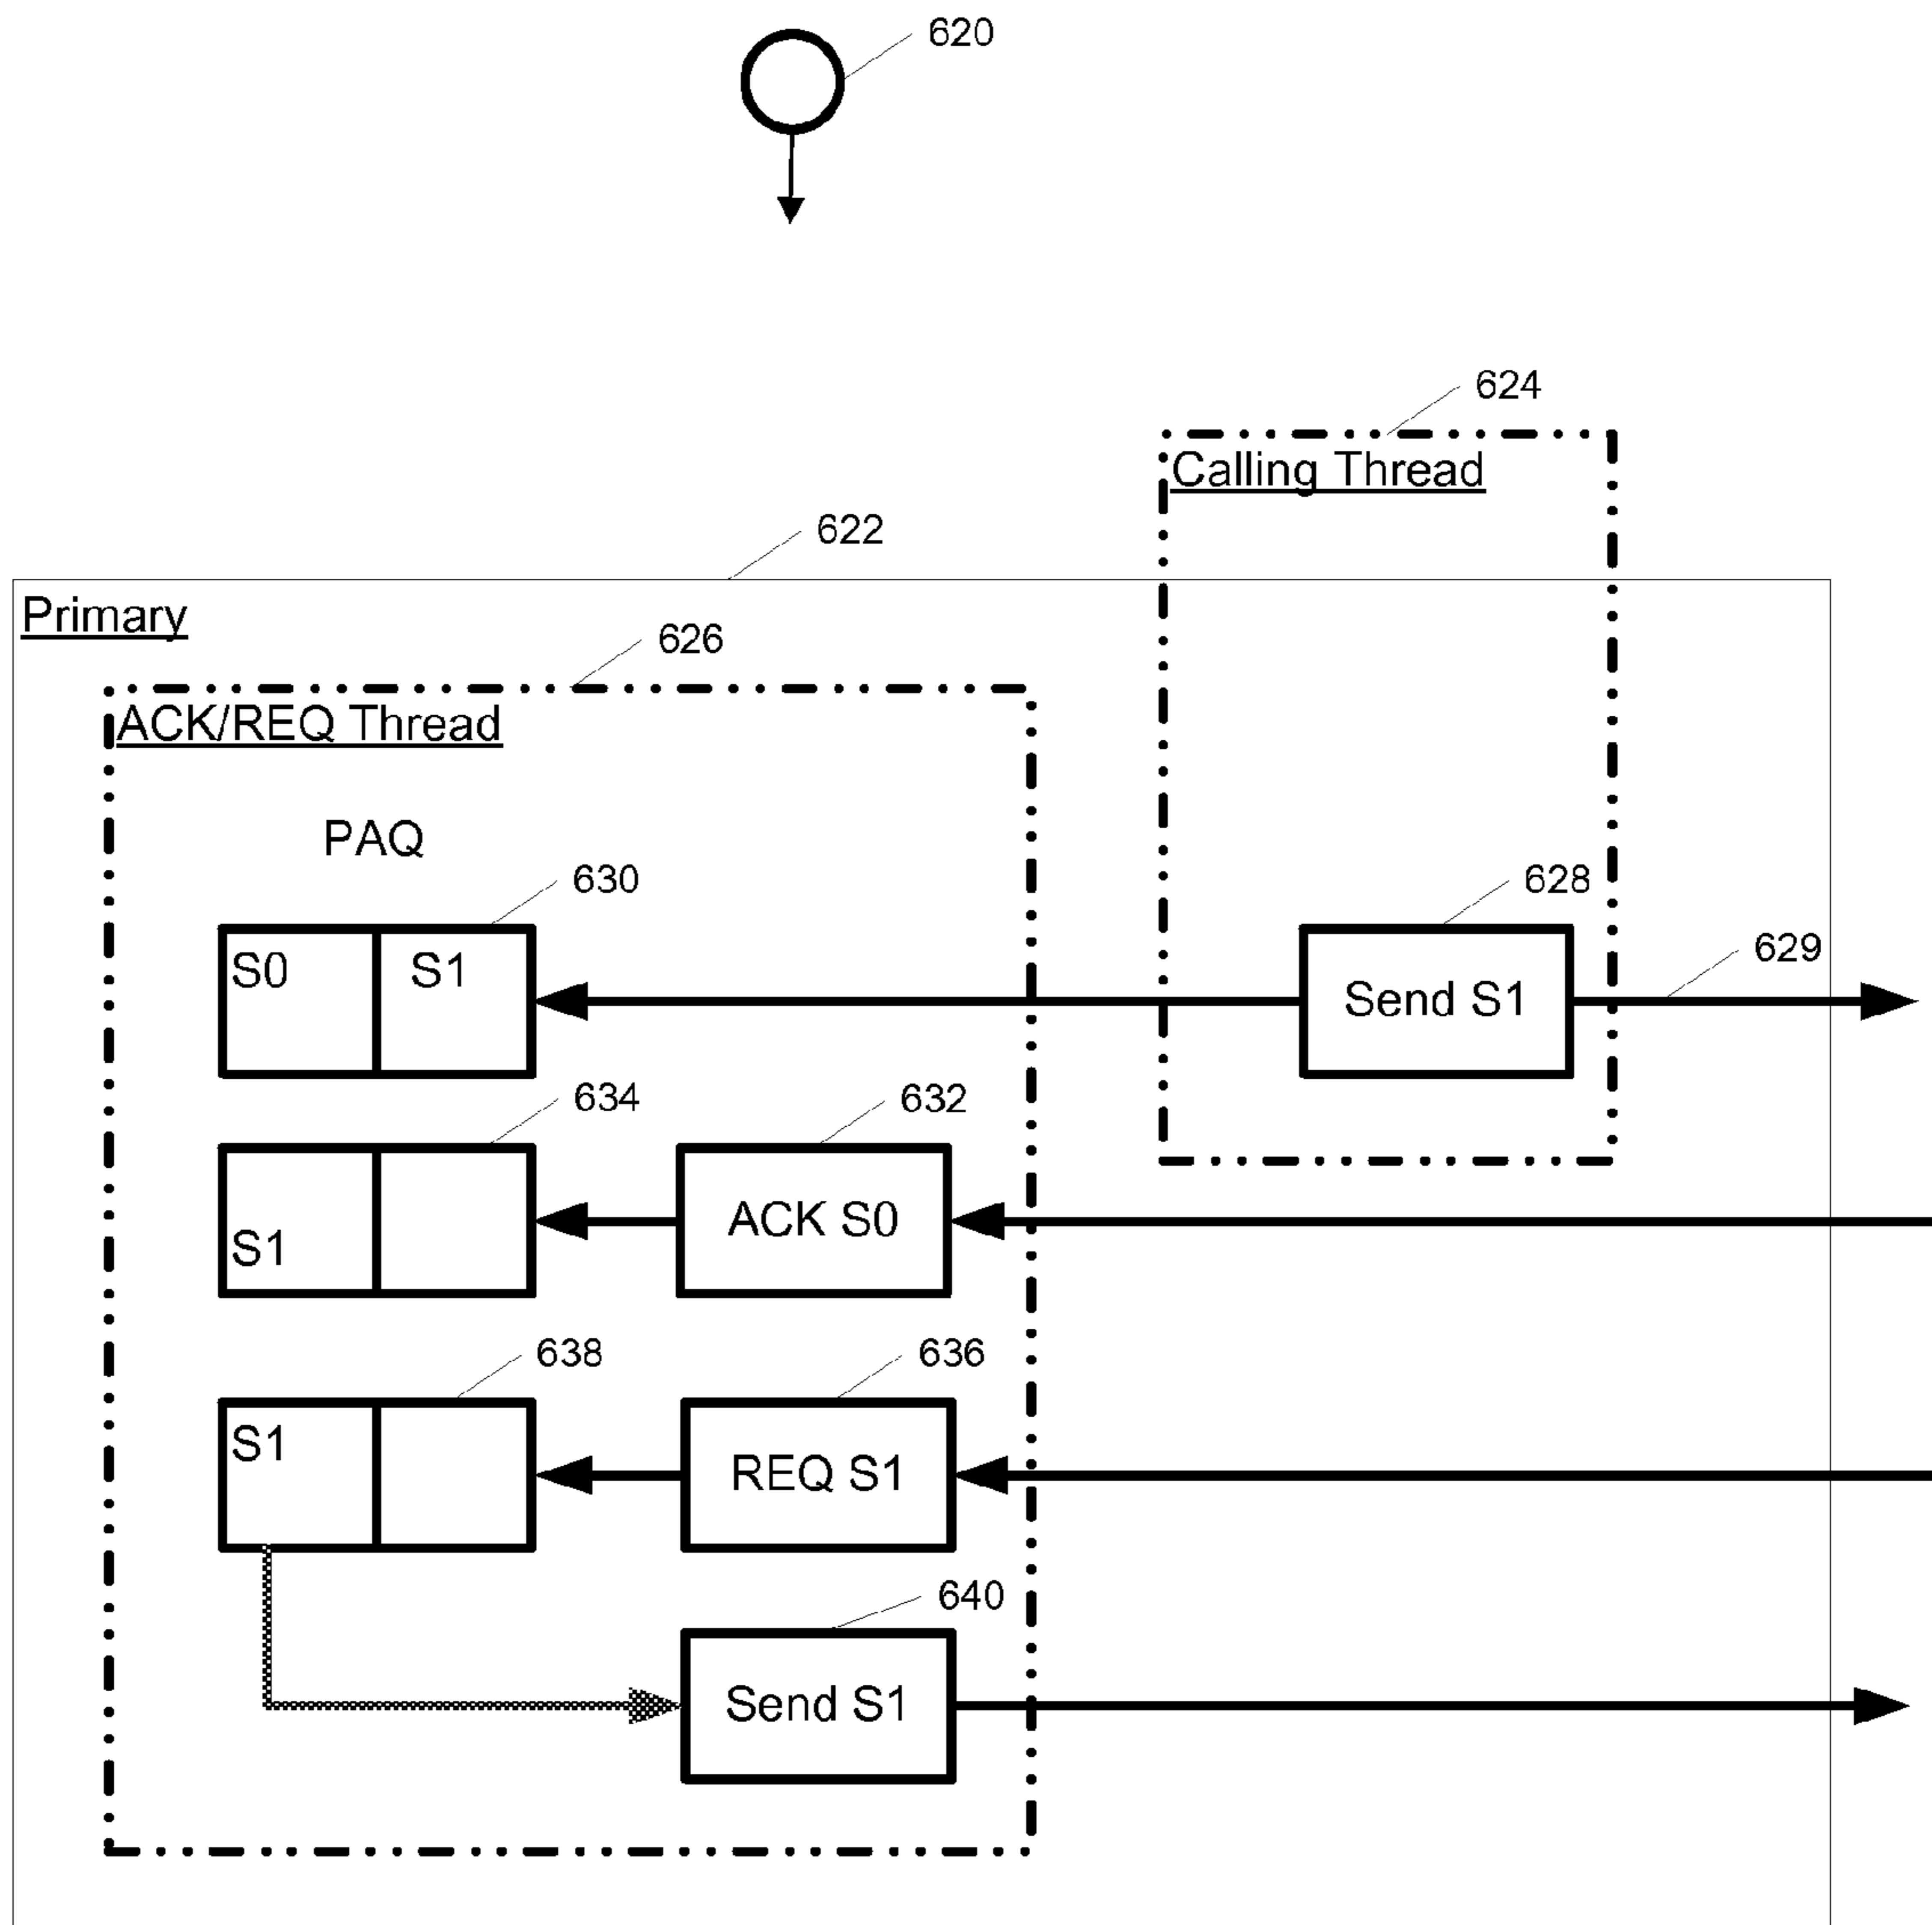 620
624
Calling Thread
622
Primary
626
ACK/REQ Thread
PAQ
630
628
629
S0 S1
Send S1
634
632
S1
ACK S0
638
636
S1
REQ S1
640
Send S1